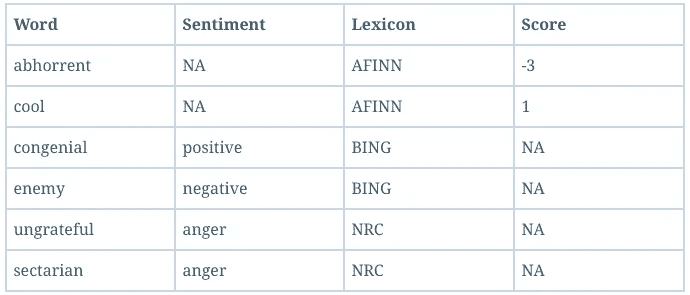 Word Sentiment Lexicon Score
abhorrent NA AFINN -3
cool NA AFINN 1
congenial positive BING NA
enemy negative BING NA
ungrateful anger NRC NA
sectarian anger NRC NA